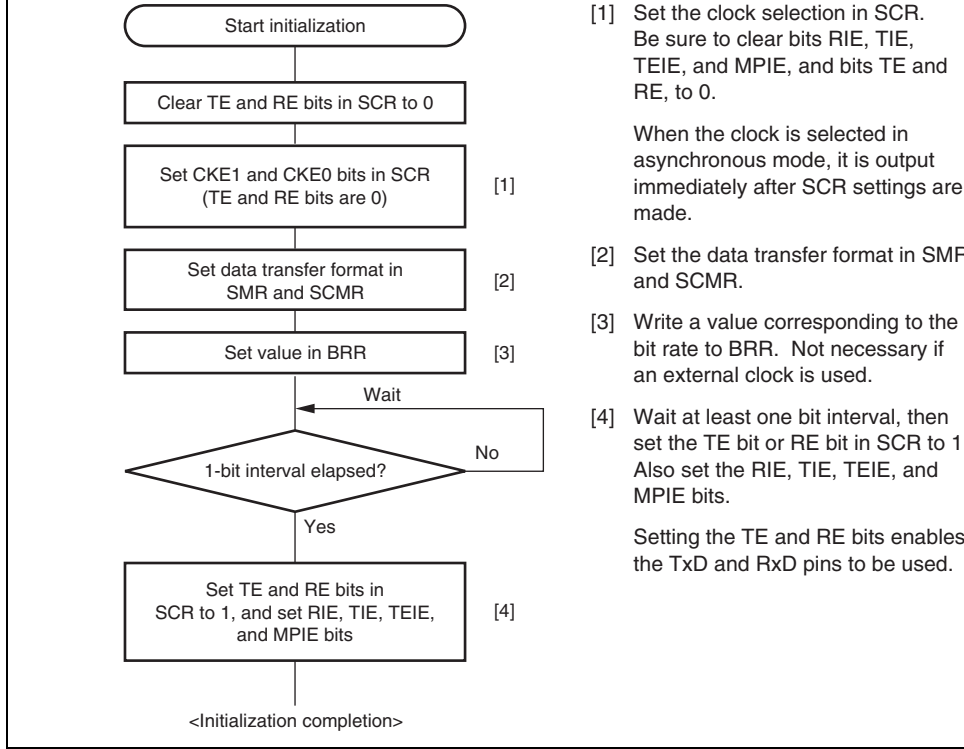 Start initialization
Clear TE and RE bits in SCR to 0
Set CKE1 and CKE0 bits in SCR
(TE and RE bits are 0)
[1]
Set data transfer format in
SMR and SCMR
[2]
Set value in BRR
[3]
Wait
1-bit interval elapsed?
No
Yes
Set TE and RE bits in
SCR to 1, and set RIE, TIE, TEIE,
and MPIE bits
[4]
<Initialization completion>
[1] Set the clock selection in SCR.
Be sure to clear bits RIE, TIE,
TEIE, and MPIE, and bits TE and
RE, to 0.
When the clock is selected in
asynchronous mode, it is output
immediately after SCR settings are
made.
[2] Set the data transfer format in SMR
and SCMR.
[3] Write a value corresponding to the
bit rate to BRR. Not necessary if
an external clock is used.
[4] Wait at least one bit interval, then
set the TE bit or RE bit in SCR to 1
Also set the RIE, TIE, TEIE, and
MPIE bits.
Setting the TE and RE bits enables
the TxD and RxD pins to be used.